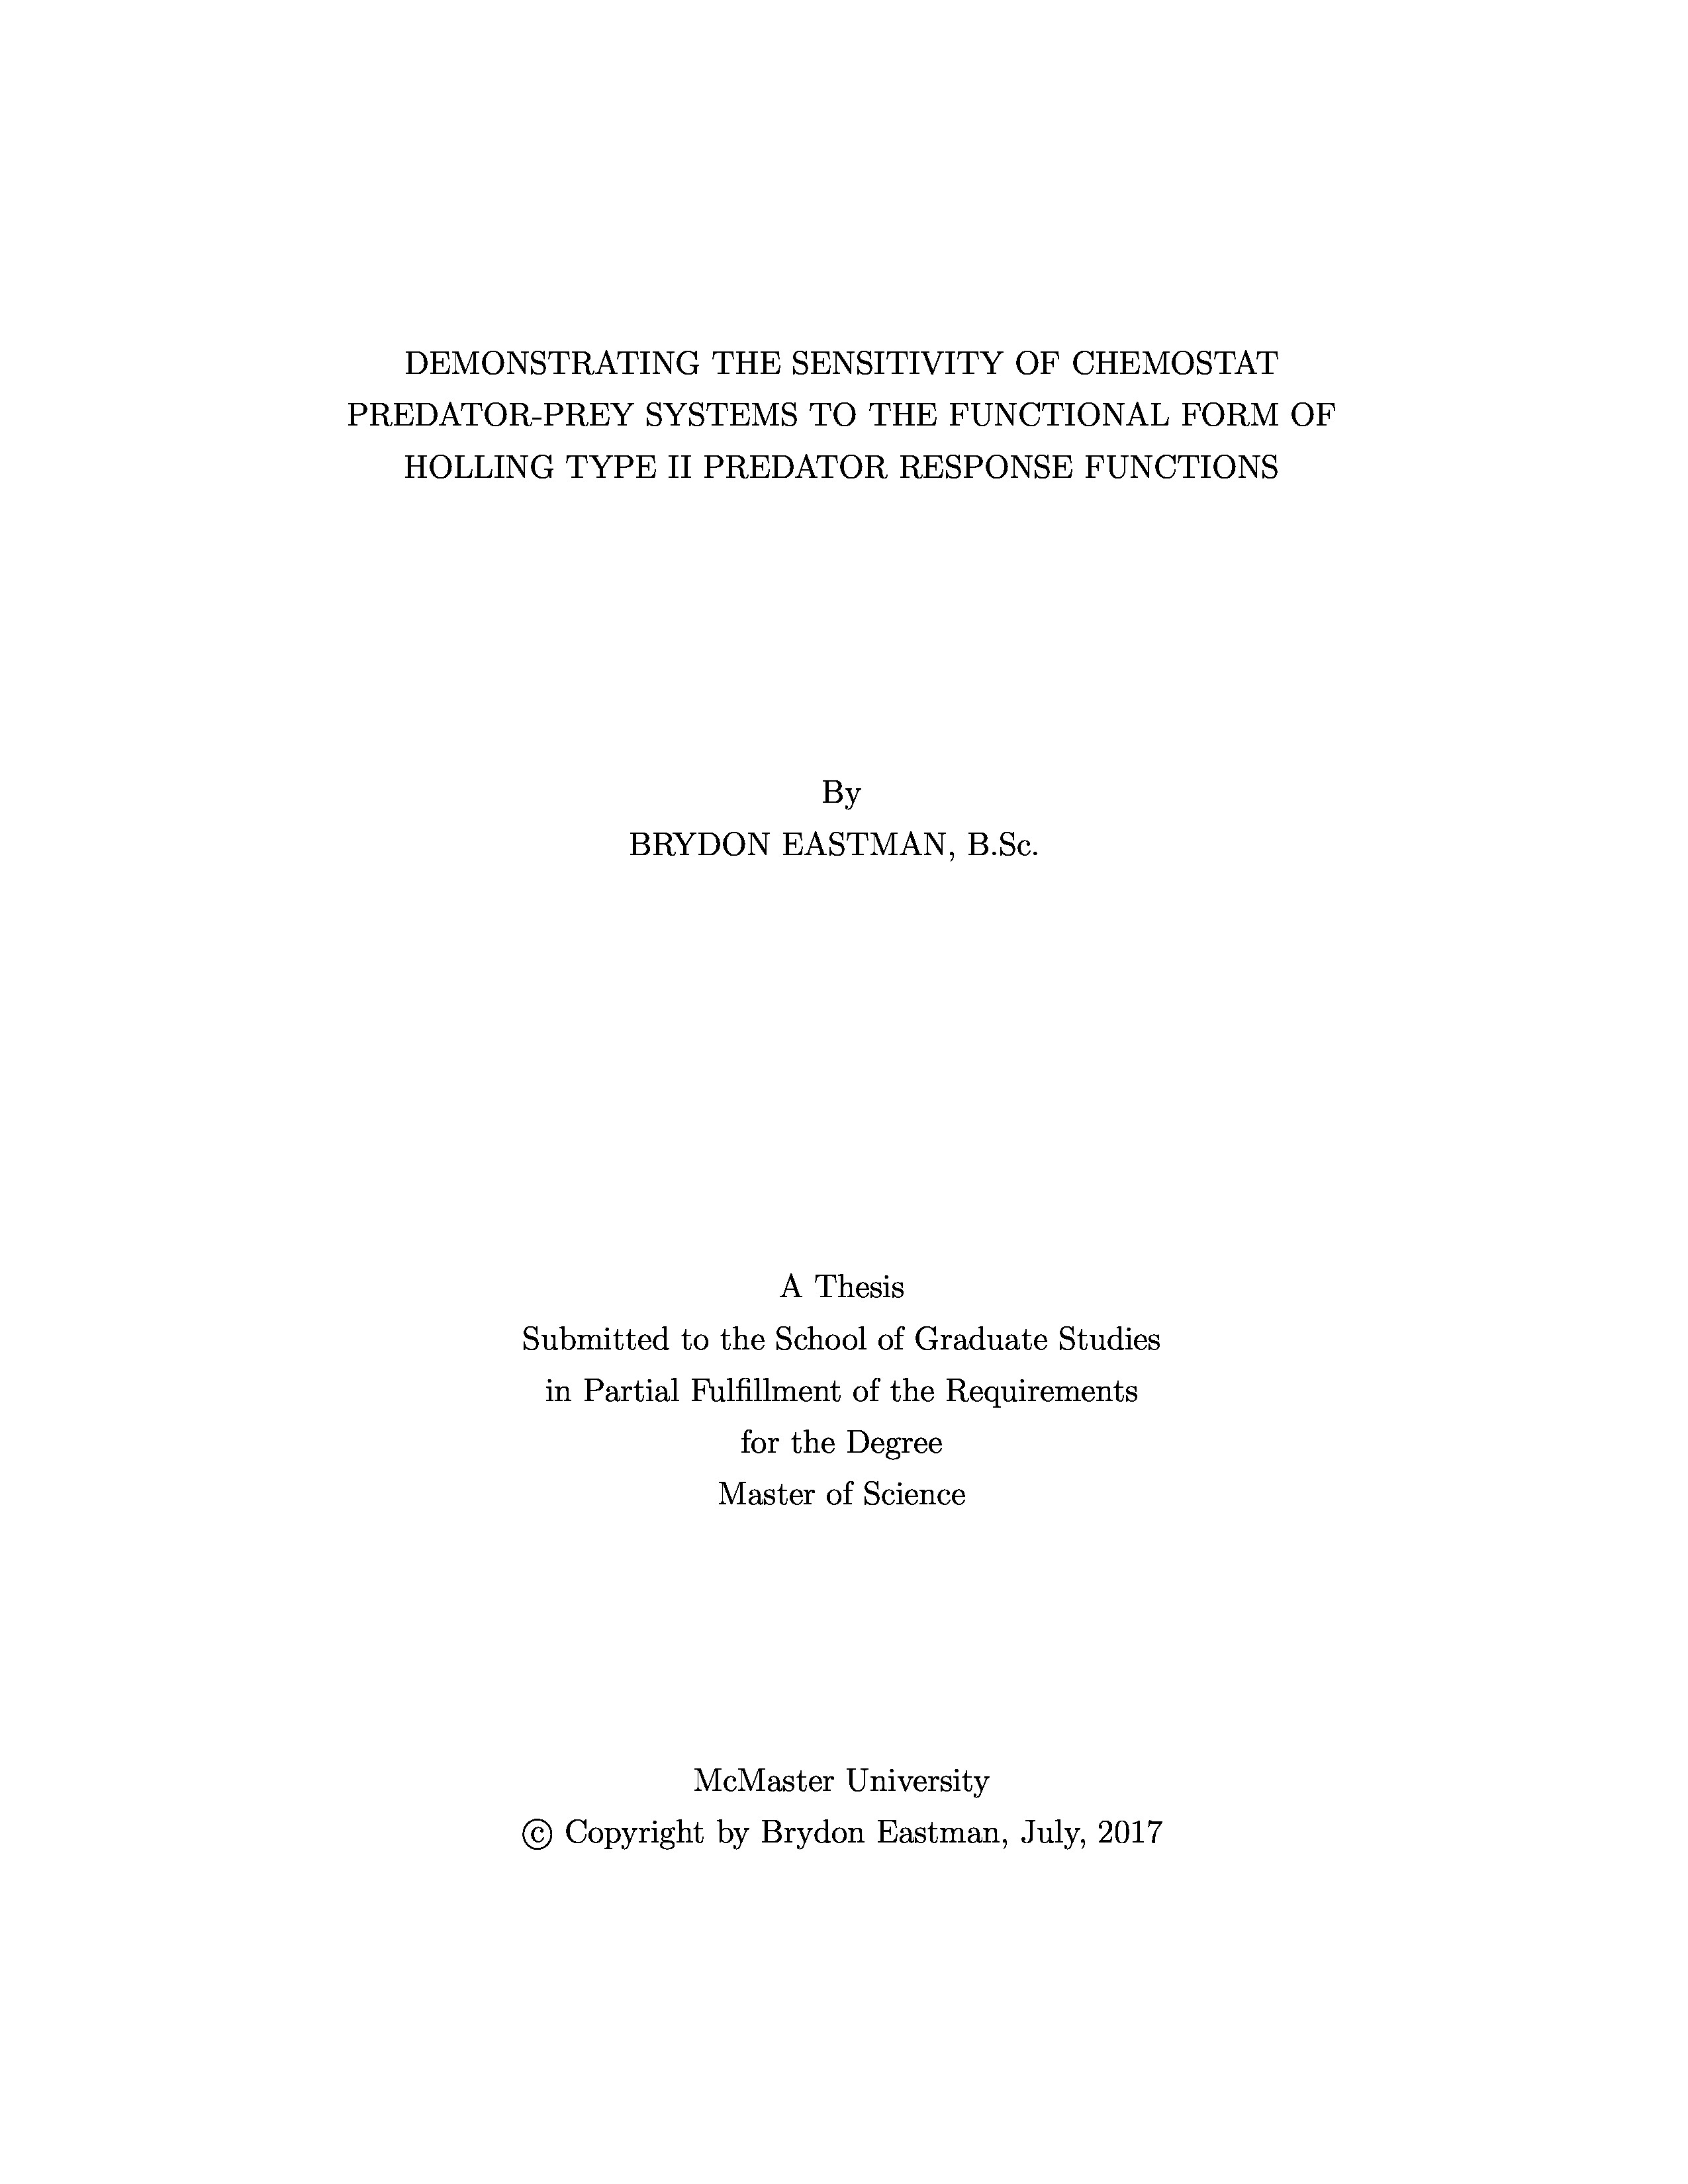 DEMONSTRATING THE SENSITIVITY OF CHEMOSTAT
PREDATOR-PREY SYSTEMS TO THE FUNCTIONAL FORM OF
HOLLING TYPE II PREDATOR RESPONSE FUNCTIONS
By
BRYDON EASTMAN, B.Sc.
A Thesis
Submitted to the School of Graduate Studies
in Partial Fulfillment of the Requirements
for the Degree
Master of Science
McMaster University
© Copyright by Brydon Eastman, July, 2017